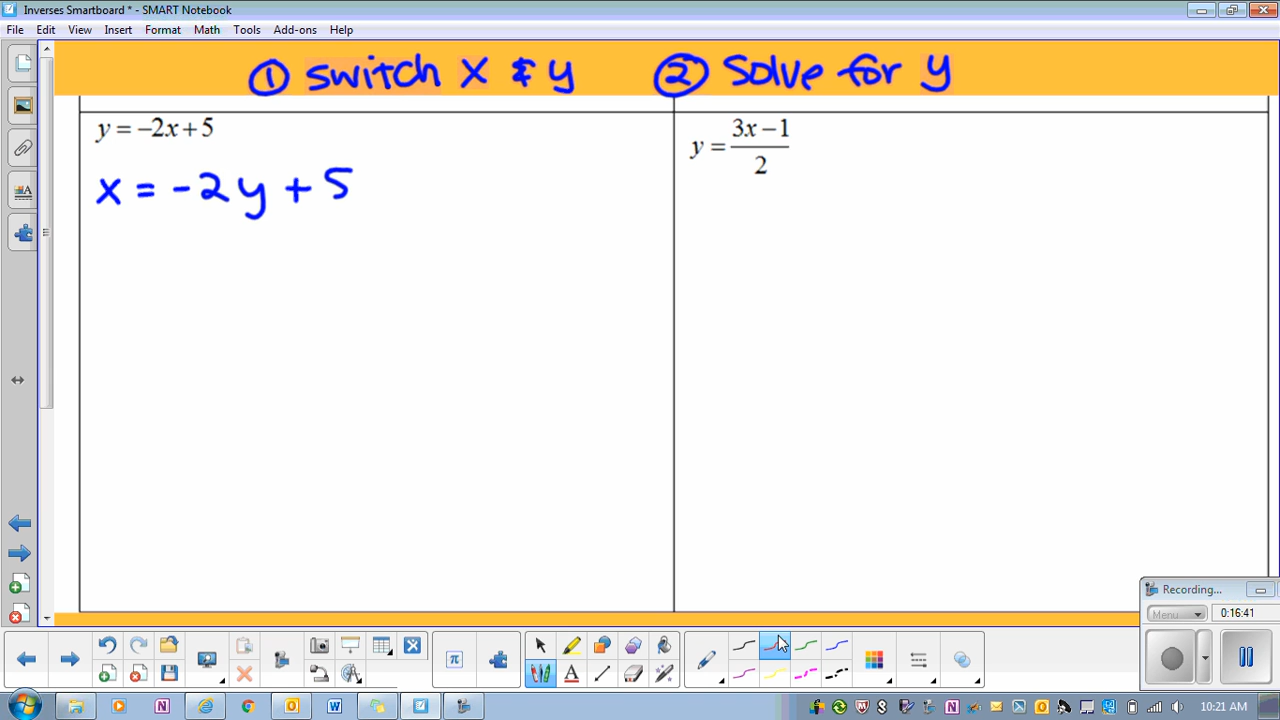 Inverses Smartboard * - SMART Notebook
File Edit View Insert Format Math Tools Add-ons Help
① switch x & y ② Solve for y
y = −2x + 5
y = \frac{3x − 1}{2}
x = -2y + 5
Recording...
Menu 0:16:41
10:21 AM